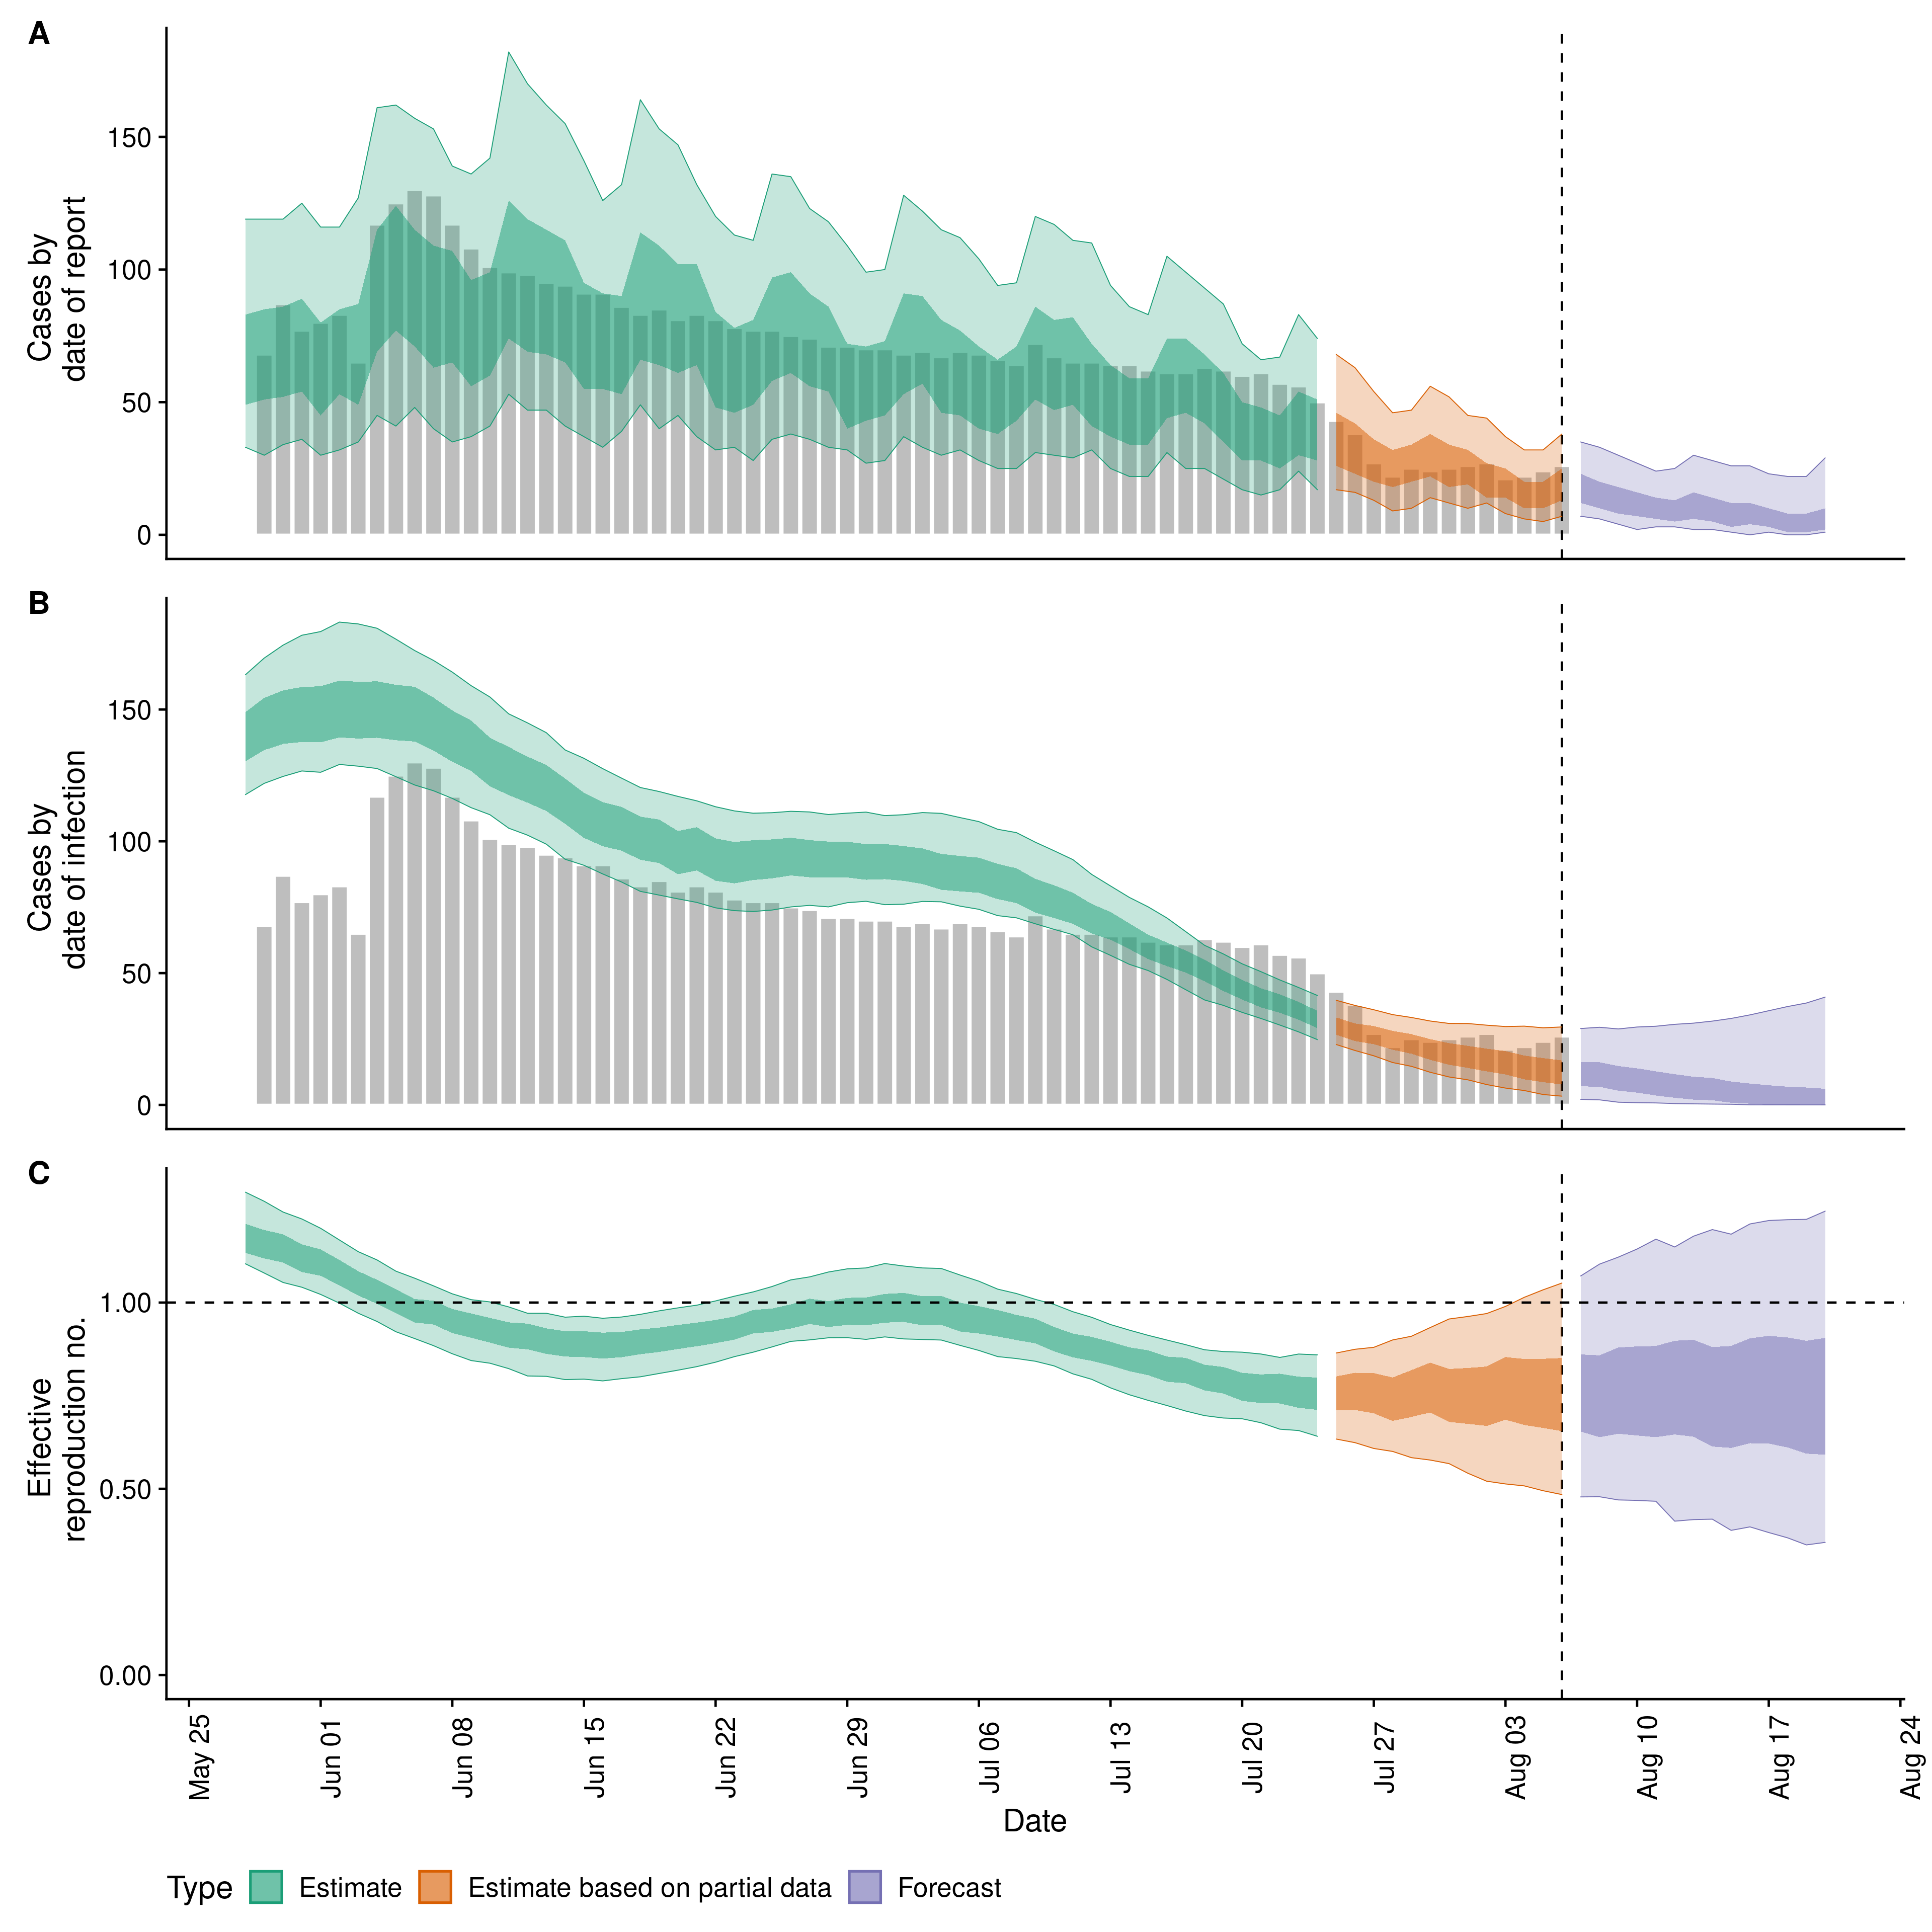 A
Cases by
date of report
150
100
50
0
B
Cases by
date of infection
150
100
50
0
C
Effective
reproduction no.
1.00
0.50
0.00
May 25
Jun 01
Jun 08
Jun 15
Jun 22
Jun 29
Jul 06
Jul 13
Jul 20
Jul 27
Aug 03
Aug 10
Aug 17
Aug 24
Date
Type Estimate Estimate based on partial data Forecast